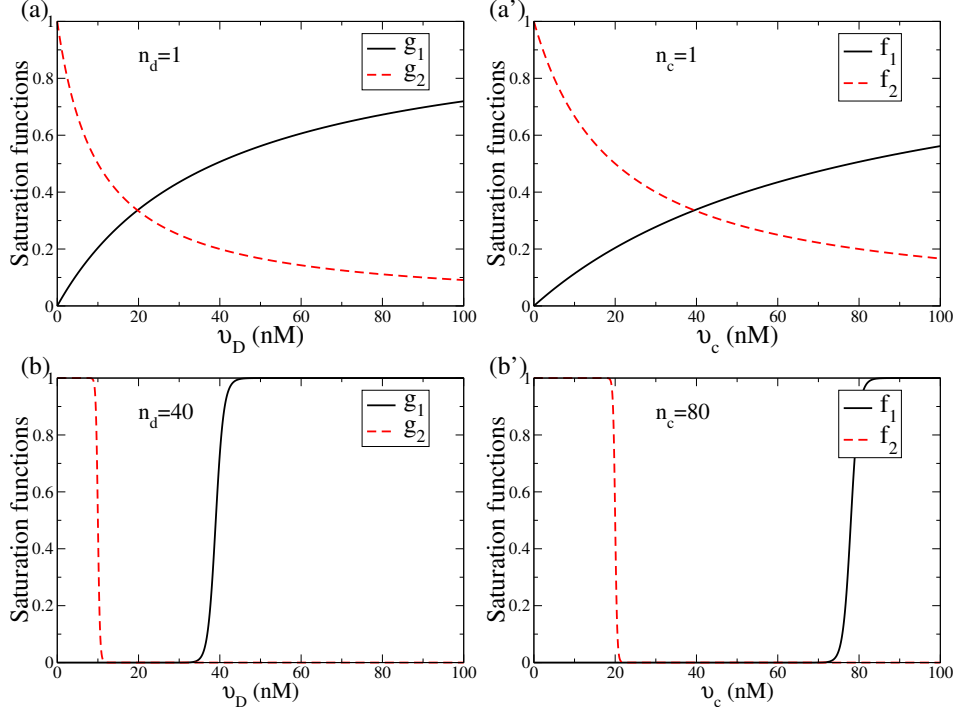 (a)
n_d=1
g_1
g_2
Saturation functions
1
0.8
0.6
0.4
0.2
0
0 20 40 60 80 100
υ_D (nM)
(a')
n_c=1
f_1
f_2
Saturation functions
1
0.8
0.6
0.4
0.2
0
0 20 40 60 80 100
υ_c (nM)
(b)
n_d=40
g_1
g_2
Saturation functions
1
0.8
0.6
0.4
0.2
0
0 20 40 60 80 100
υ_D (nM)
(b')
n_c=80
f_1
f_2
Saturation functions
1
0.8
0.6
0.4
0.2
0
0 20 40 60 80 100
υ_c (nM)